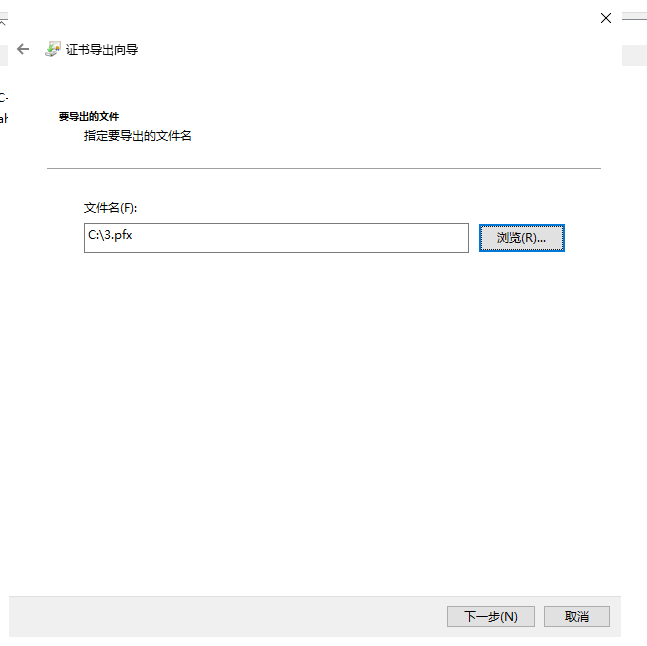 证书导出向导
要导出的文件
指定要导出的文件名
文件名(F):
C:\3.pfx
浏览(R)...
下一步(N)
取消